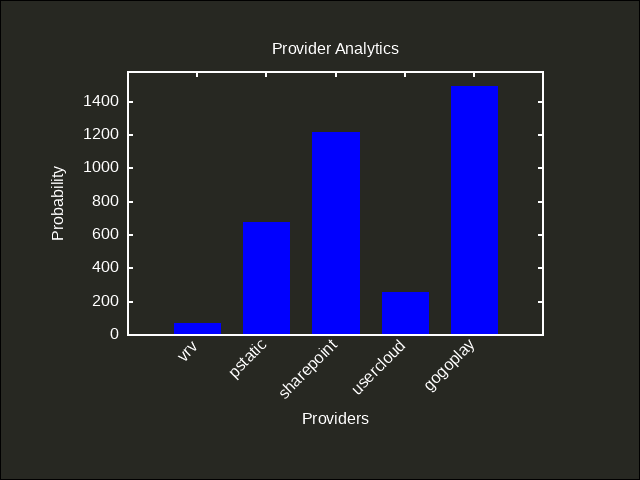 Provider Analytics
1400
1200
1000
800
600
400
200
0
Probability
vrv
pstatic
sharepoint
usercloud
gogoplay
Providers